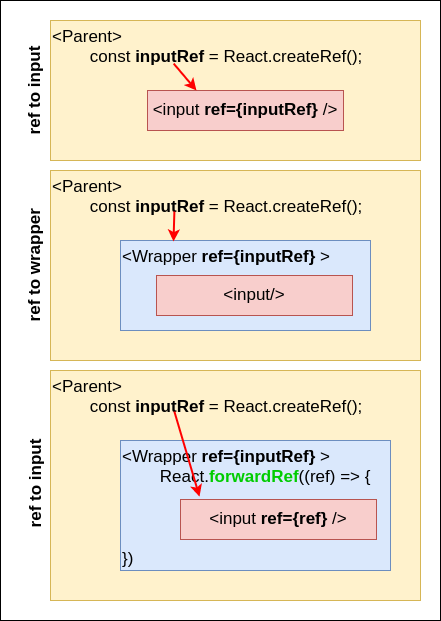 ref to input
<Parent>
const inputRef = React.createRef();
<input ref={inputRef} />
ref to wrapper
<Parent>
const inputRef = React.createRef();
<Wrapper ref={inputRef} >
<input/>
ref to input
<Parent>
const inputRef = React.createRef();
<Wrapper ref={inputRef} >
React.forwardRef((ref) => {
<input ref={ref} />
})